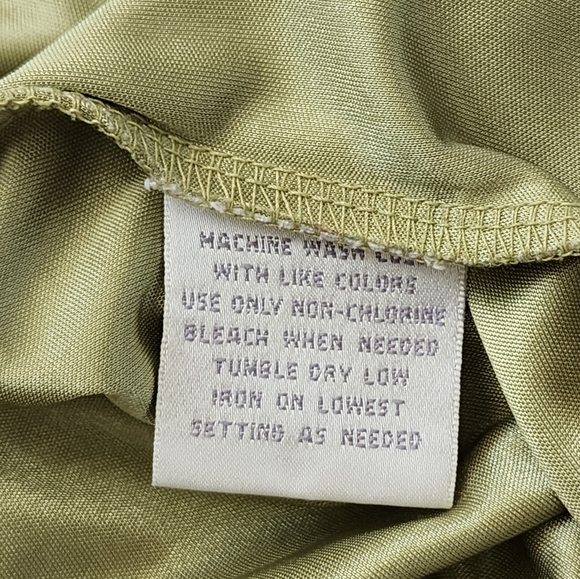 MACHINE WASH COLD
WITH LIKE COLORS
USE ONLY NON-CHLORINE
BLEACH WHEN NEEDED
TUMBLE DRY LOW
IRON ON LOWEST
SETTING AS NEEDED